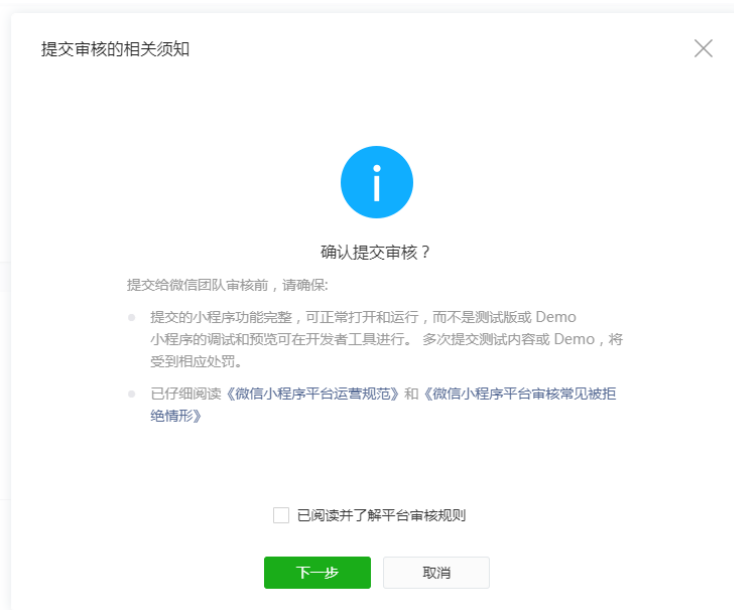 提交审核的相关须知
确认提交审核？
提交给微信团队审核前，请确保:
提交的小程序功能完整，可正常打开和运行，而不是测试版或 Demo
小程序的调试和预览可在开发者工具进行。 多次提交测试内容或 Demo，将
受到相应处罚。
已仔细阅读《微信小程序平台运营规范》和《微信小程序平台审核常见被拒
绝情形》
已阅读并了解平台审核规则
下一步
取消